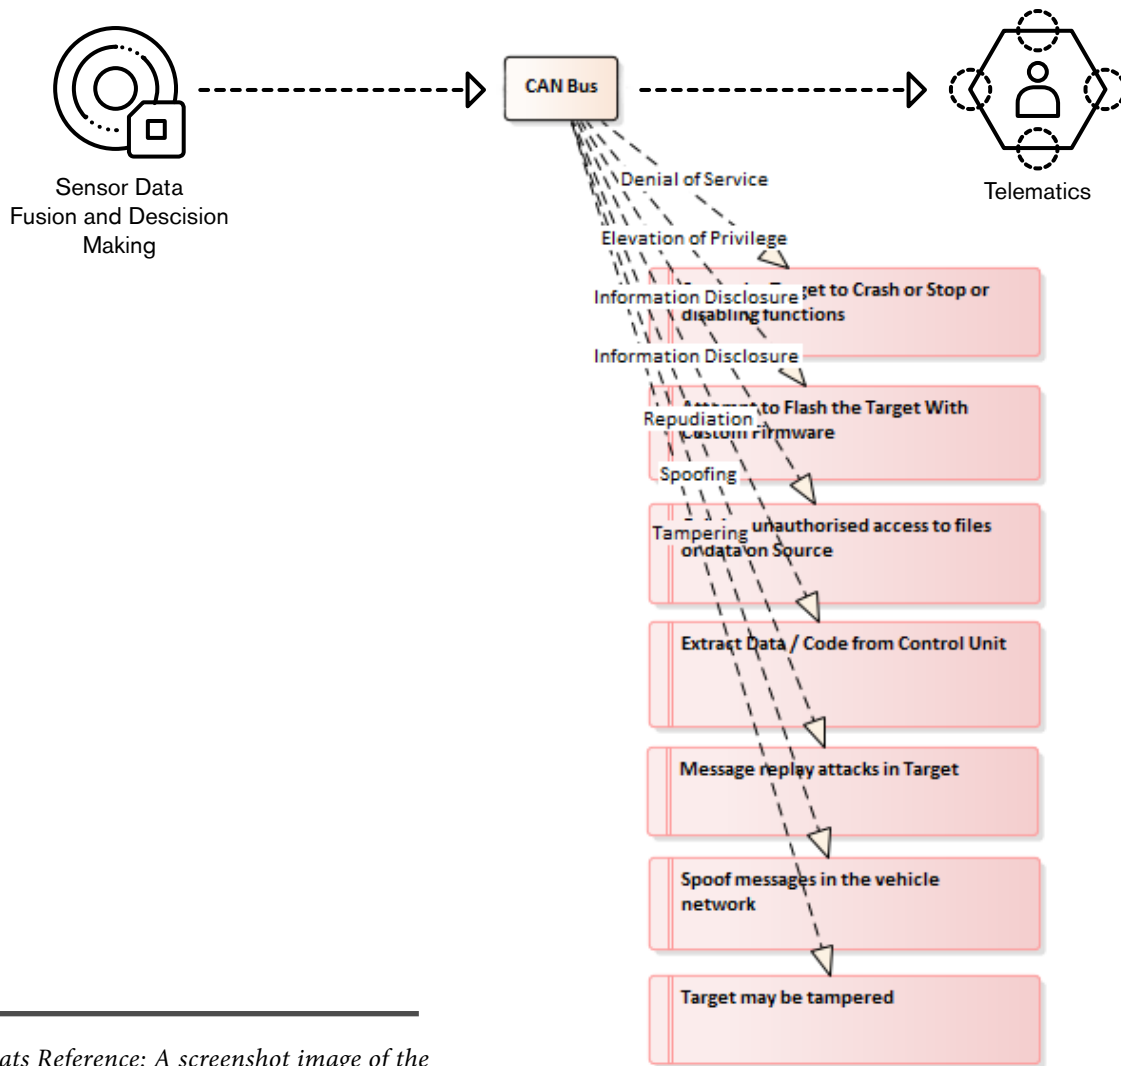 CAN Bus
Sensor Data
Fusion and Descision
Making
Telematics
Denial of Service
Elevation of Privilege
Information Disclosure
Information Disclosure
Repudiation
Spoofing
Tampering
to Crash or Stop or
disabling functions
to Flash the Target With
Custom Firmware
unauthorised access to files
or data on Source
Extract Data / Code from Control Unit
Message replay attacks in Target
Spoof messages in the vehicle
network
Target may be tampered
Reference: A screenshot image of the